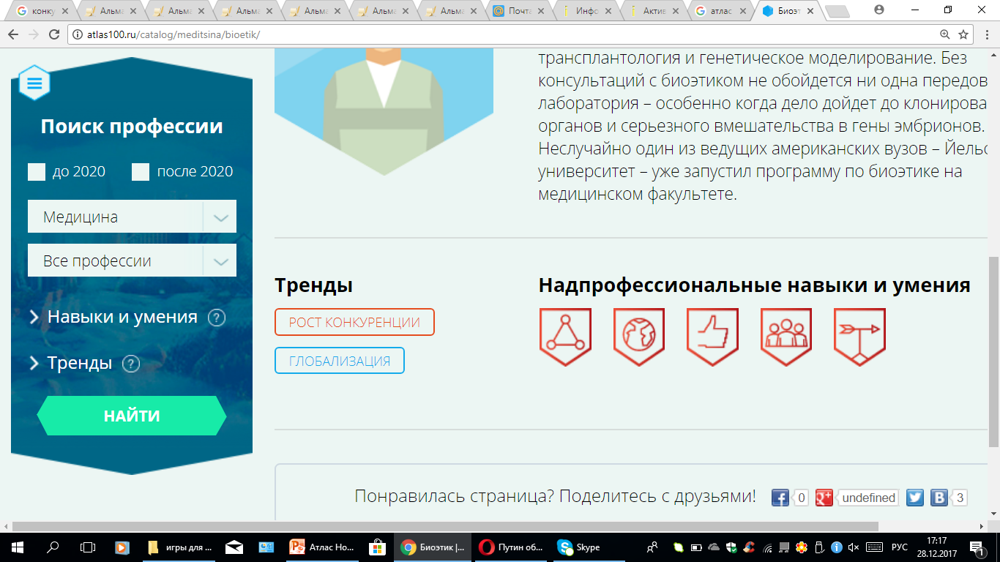 конку
Альма
Альма
Альма
Альма
Альма
Альма
Почта
Инфо
Актив
атлас
Биоэт
atlas100.ru/catalog/meditsina/bioetik/
Поиск профессии
до 2020
после 2020
Медицина
Все профессии
Навыки и умения ?
Тренды ?
НАЙТИ
трансплантология и генетическое моделирование. Без
консультаций с биоэтиком не обойдется ни одна передов
лаборатория – особенно когда дело дойдет до клонирова
органов и серьезного вмешательства в гены эмбрионов.
Неслучайно один из ведущих американских вузов – Йельс
университет – уже запустил программу по биоэтике на
медицинском факультете.
Тренды
РОСТ КОНКУРЕНЦИИ
ГЛОБАЛИЗАЦИЯ
Надпрофессиональные навыки и умения
Понравилась страница? Поделитесь с друзьями!
0
undefined
3
игры для ...
Атлас Но...
Биоэтик |...
Путин об...
Skype
РУС
17:17
28.12.2017
1